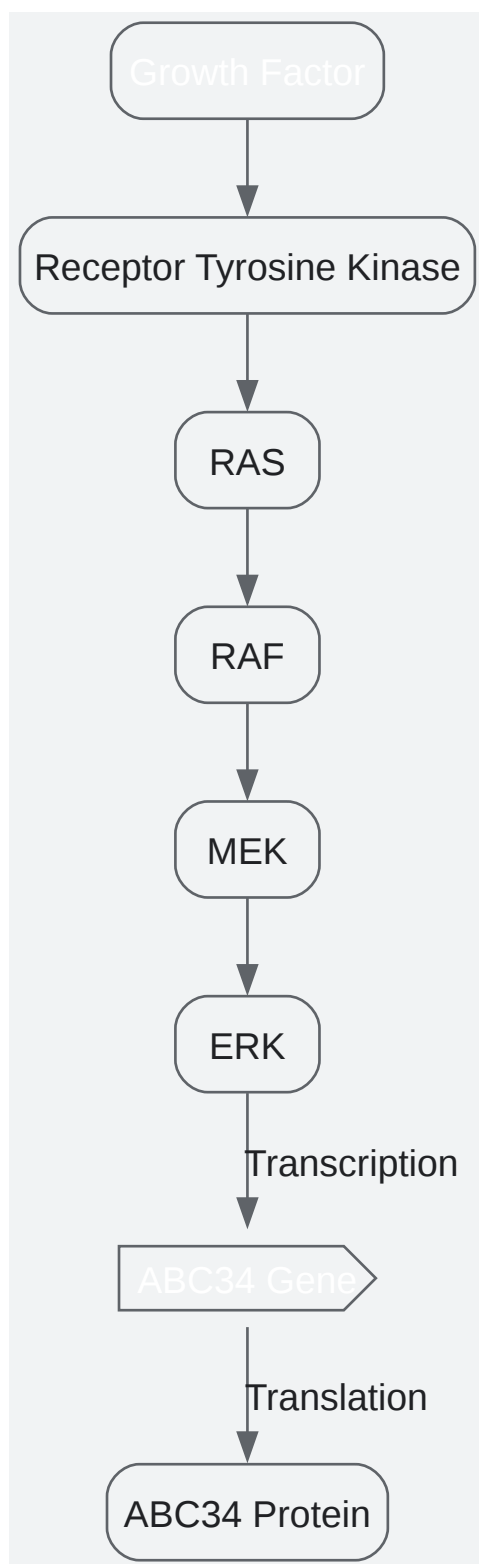 Growth Factor
Receptor Tyrosine Kinase
RAS
RAF
MEK
ERK
Transcription
ABC34 Gene
Translation
ABC34 Protein